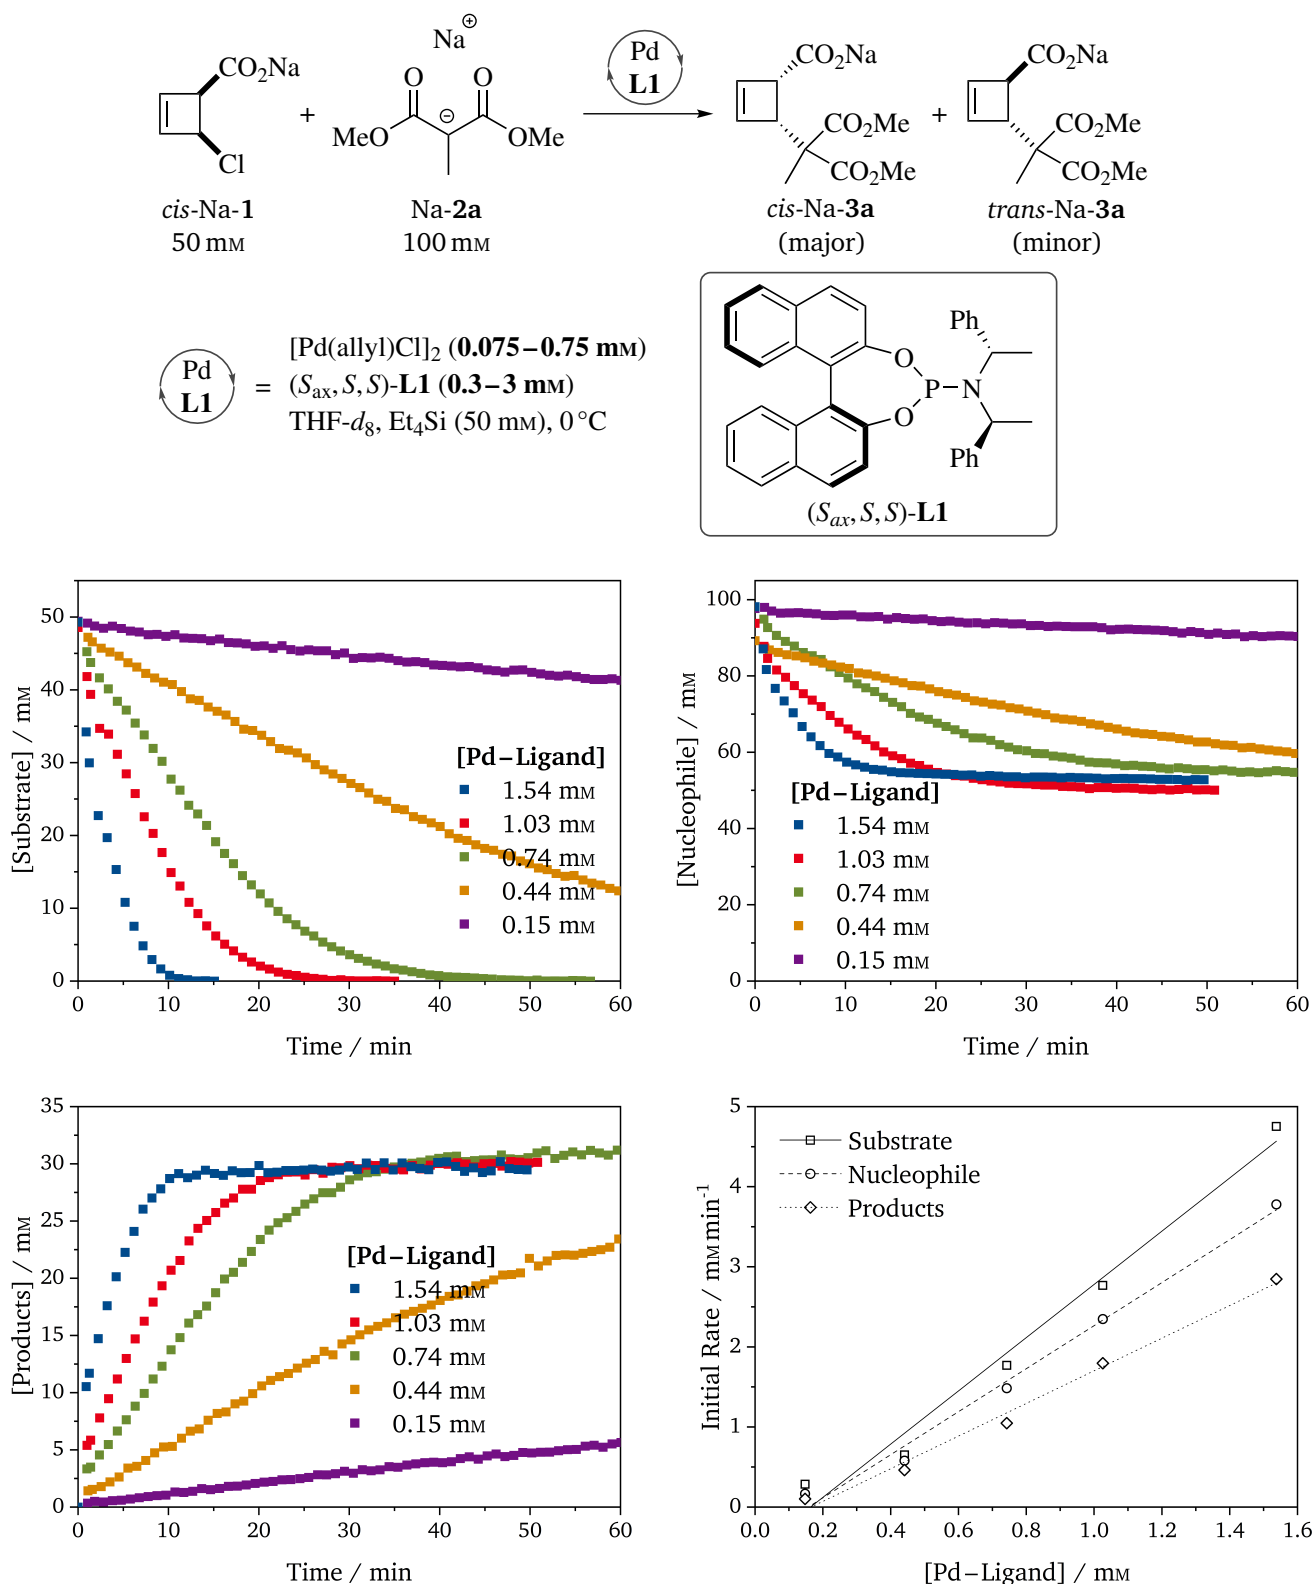 Na⊕
CO₂Na
Cl
+
O O
MeO ⊖ OMe
Pd
L1
CO₂Na
CO₂Me
CO₂Me
+
CO₂Na
CO₂Me
CO₂Me
cis-Na-1
50 mM
Na-2a
100 mM
cis-Na-3a
(major)
trans-Na-3a
(minor)
Pd
L1
=
[Pd(allyl)Cl]₂ (0.075–0.75 mM)
(Sax, S, S)-L1 (0.3–3 mM)
THF-d₈, Et₄Si (50 mM), 0 °C
Ph
O
P N
O
Ph
(Sax, S, S)-L1
[Substrate] / mM
50
40
30
20
10
0
0 10 20 30 40 50 60
Time / min
[Pd–Ligand]
1.54 mM
1.03 mM
0.74 mM
0.44 mM
0.15 mM
[Nucleophile] / mM
100
80
60
40
20
0
0 10 20 30 40 50 60
Time / min
[Pd–Ligand]
1.54 mM
1.03 mM
0.74 mM
0.44 mM
0.15 mM
[Products] / mM
35
30
25
20
15
10
5
0
0 10 20 30 40 50 60
Time / min
[Pd–Ligand]
1.54 mM
1.03 mM
0.74 mM
0.44 mM
0.15 mM
Initial Rate / mM min⁻¹
5
4
3
2
1
0
0.0 0.2 0.4 0.6 0.8 1.0 1.2 1.4 1.6
[Pd–Ligand] / mM
Substrate
Nucleophile
Products